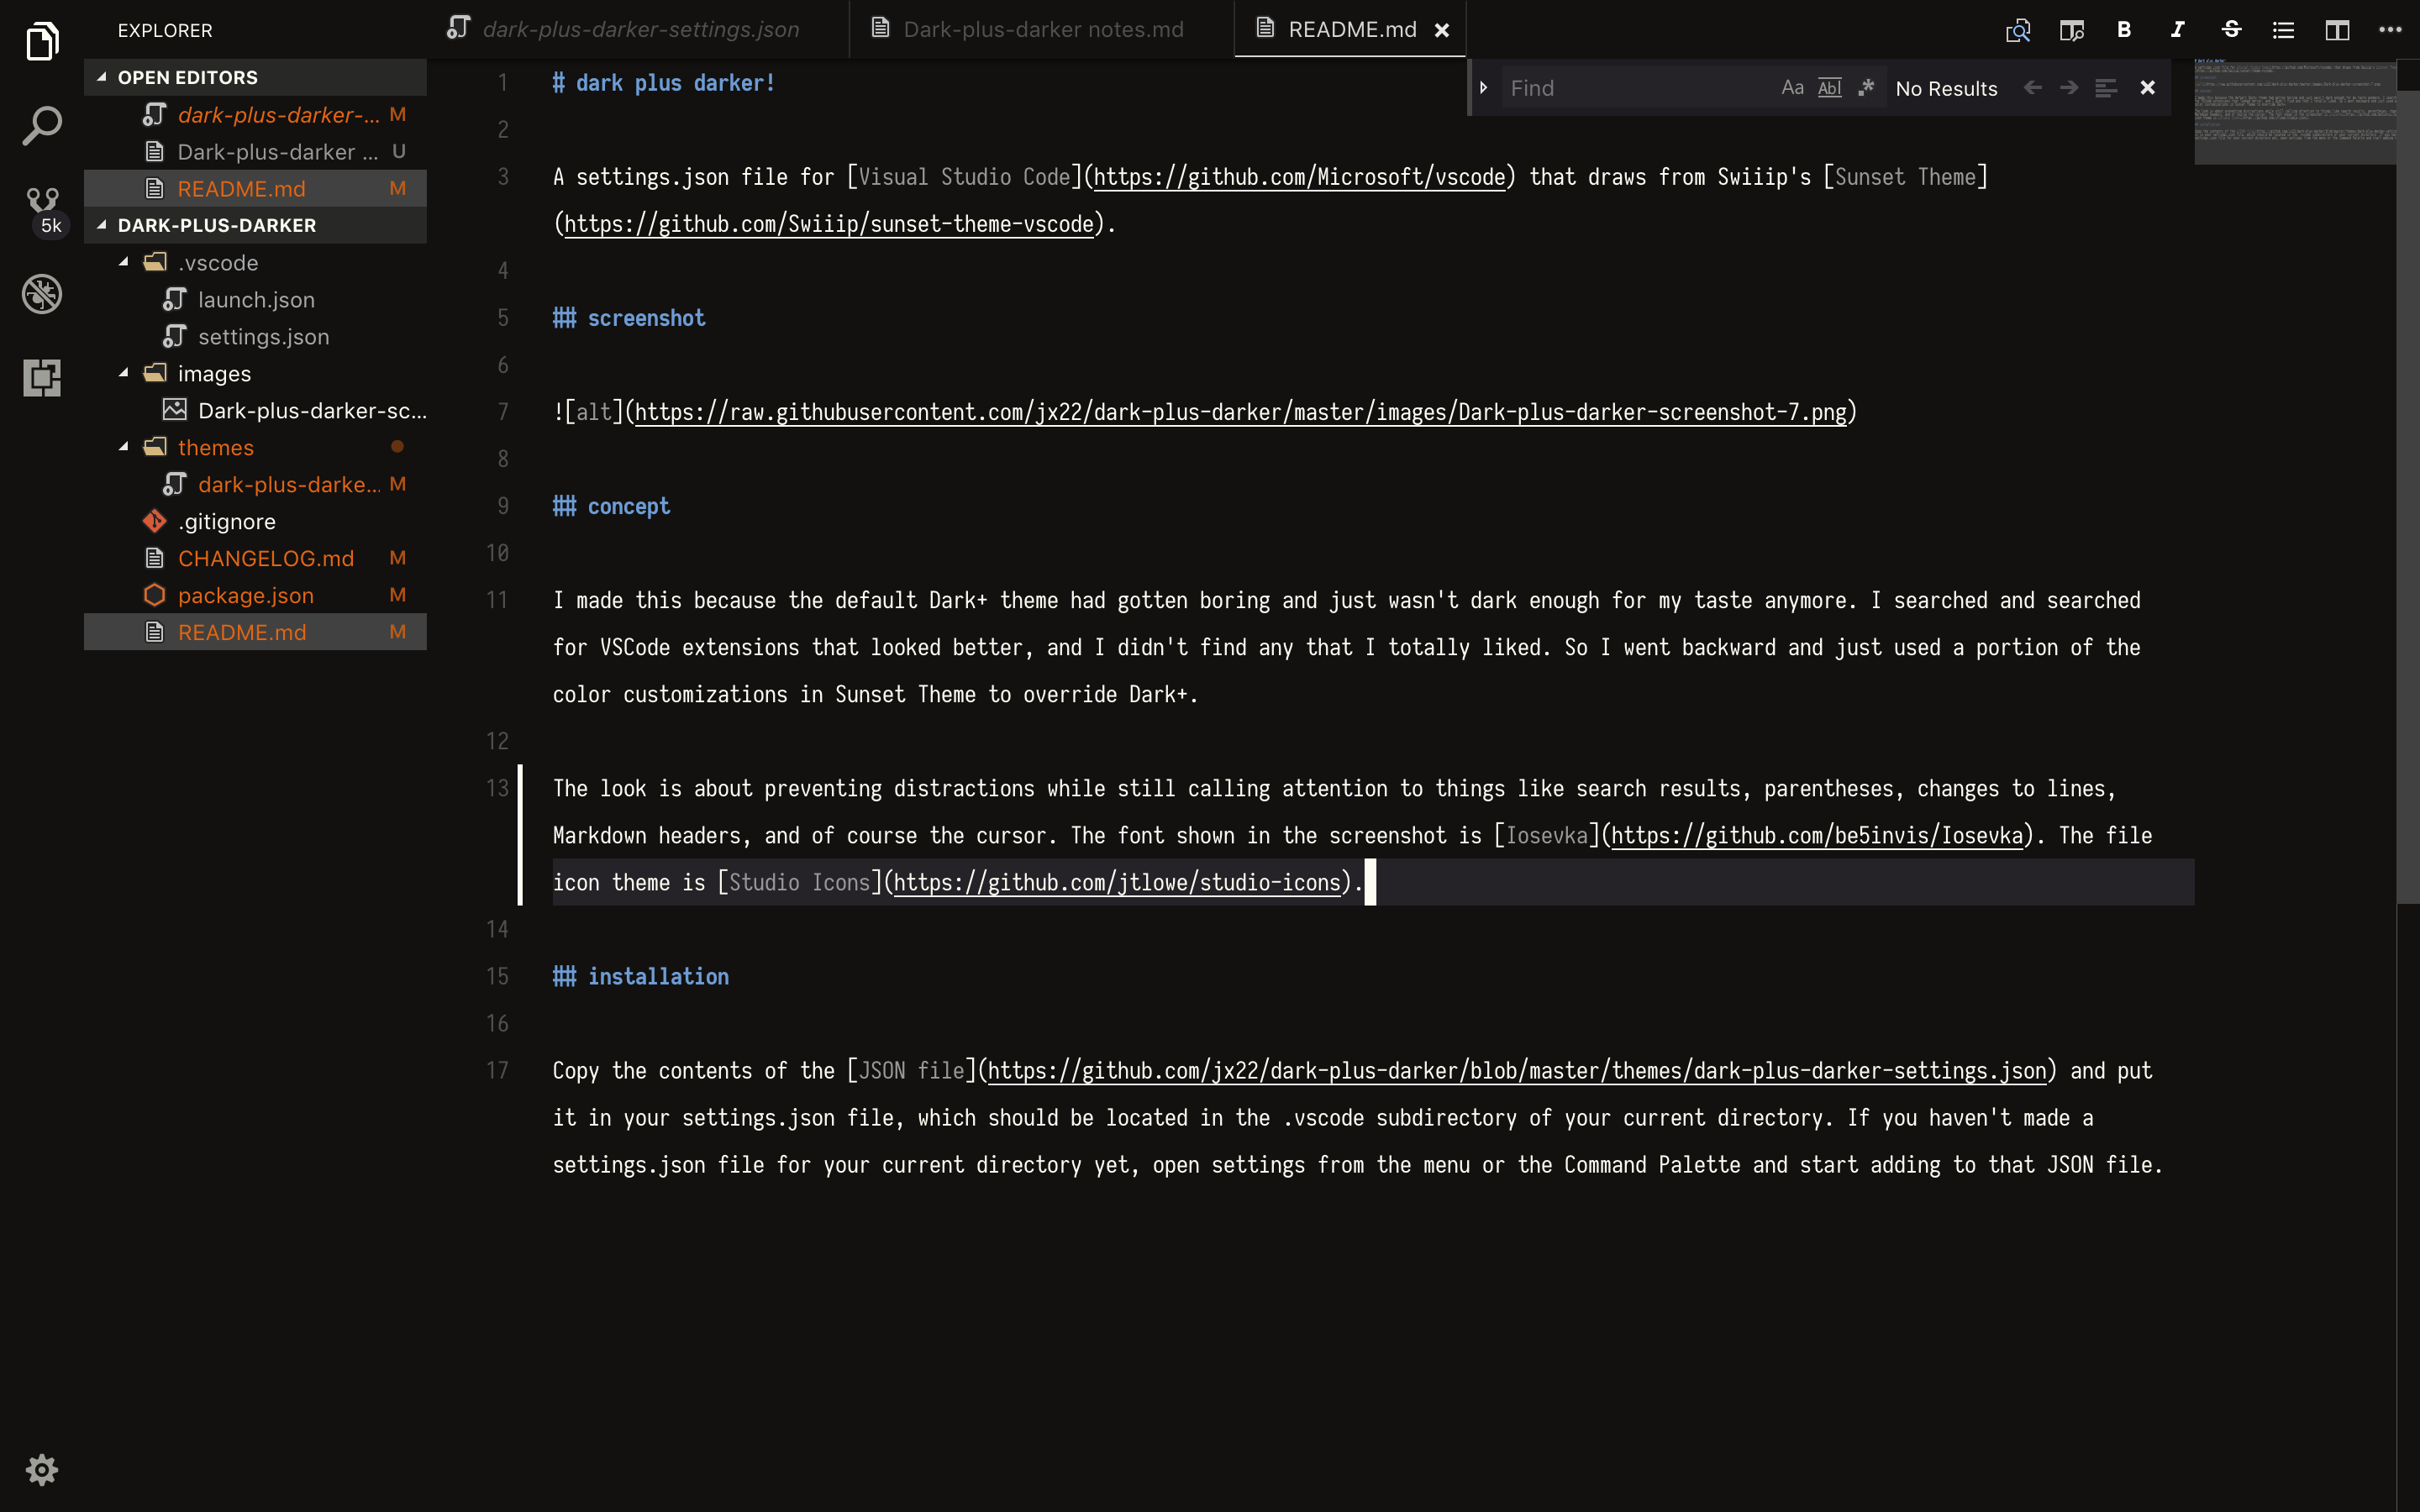 EXPLORER
OPEN EDITORS
dark-plus-darker-... M
Dark-plus-darker ... U
README.md M
DARK-PLUS-DARKER
.vscode
launch.json
settings.json
images
Dark-plus-darker-sc...
themes
dark-plus-darke... M
.gitignore
CHANGELOG.md M
package.json M
README.md M
5k
dark-plus-darker-settings.json
Dark-plus-darker notes.md
README.md
B I S
Find Aa Abl .* No Results
1 # dark plus darker!
2
3 A settings.json file for [Visual Studio Code](https://github.com/Microsoft/vscode) that draws from Swiiip's [Sunset Theme]
(https://github.com/Swiiip/sunset-theme-vscode).
4
5 ## screenshot
6
7 ![alt](https://raw.githubusercontent.com/jx22/dark-plus-darker/master/images/Dark-plus-darker-screenshot-7.png)
8
9 ## concept
10
11 I made this because the default Dark+ theme had gotten boring and just wasn't dark enough for my taste anymore. I searched and searched
for VSCode extensions that looked better, and I didn't find any that I totally liked. So I went backward and just used a portion of the
color customizations in Sunset Theme to override Dark+.
12
13 The look is about preventing distractions while still calling attention to things like search results, parentheses, changes to lines,
Markdown headers, and of course the cursor. The font shown in the screenshot is [Iosevka](https://github.com/be5invis/Iosevka). The file
icon theme is [Studio Icons](https://github.com/jtlowe/studio-icons).
14
15 ## installation
16
17 Copy the contents of the [JSON file](https://github.com/jx22/dark-plus-darker/blob/master/themes/dark-plus-darker-settings.json) and put
it in your settings.json file, which should be located in the .vscode subdirectory of your current directory. If you haven't made a
settings.json file for your current directory yet, open settings from the menu or the Command Palette and start adding to that JSON file.